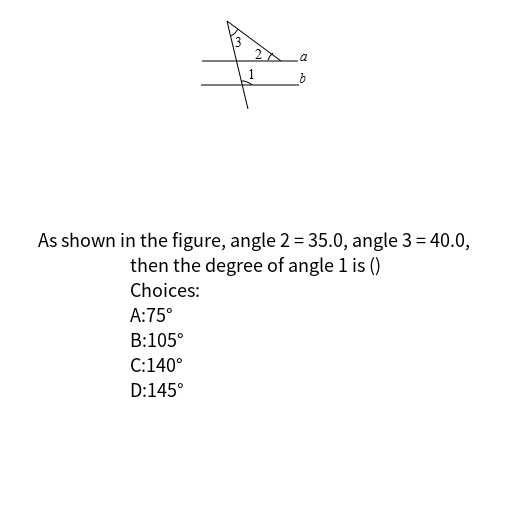 3
2
a
1
b
As shown in the figure, angle 2 = 35.0, angle 3 = 40.0,
then the degree of angle 1 is ()
Choices:
A:75°
B:105°
C:140°
D:145°